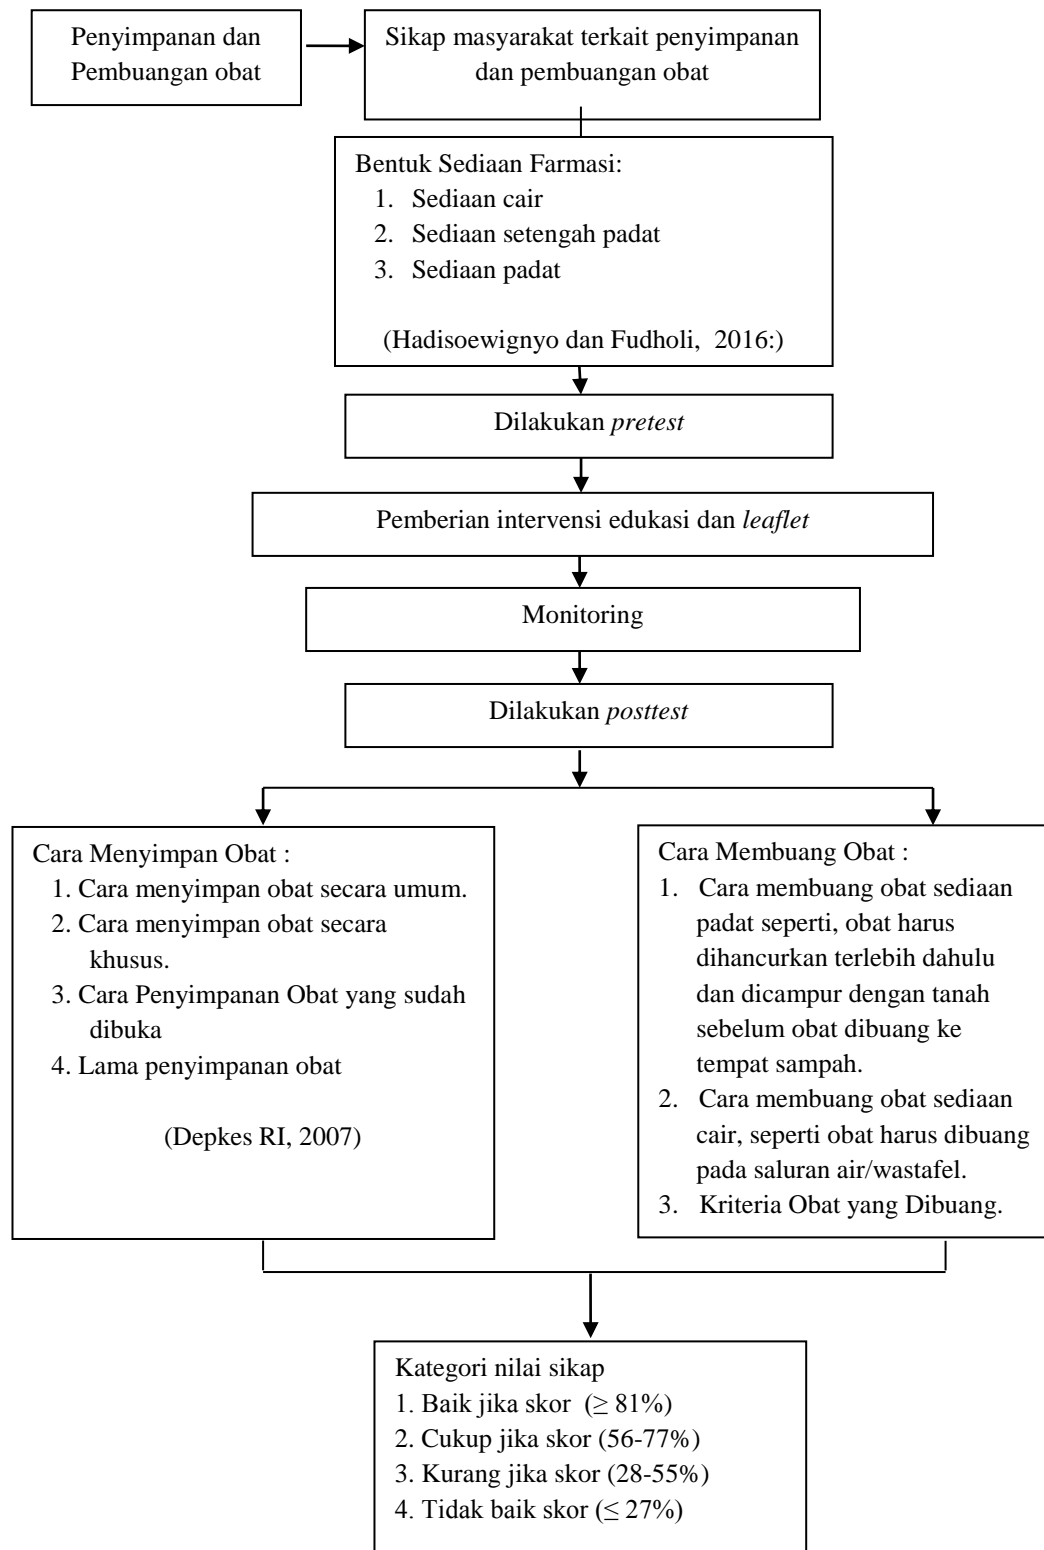 Penyimpanan dan
Pembuangan obat
Sikap masyarakat terkait penyimpanan
dan pembuangan obat
Bentuk Sediaan Farmasi:
1. Sediaan cair
2. Sediaan setengah padat
3. Sediaan padat
(Hadisoewignyo dan Fudholi, 2016:)
Dilakukan pretest
Pemberian intervensi edukasi dan leaflet
Monitoring
Dilakukan posttest
Cara Menyimpan Obat :
1. Cara menyimpan obat secara umum.
2. Cara menyimpan obat secara
khusus.
3. Cara Penyimpanan Obat yang sudah
dibuka
4. Lama penyimpanan obat
(Depkes RI, 2007)
Cara Membuang Obat :
1. Cara membuang obat sediaan
padat seperti, obat harus
dihancurkan terlebih dahulu
dan dicampur dengan tanah
sebelum obat dibuang ke
tempat sampah.
2. Cara membuang obat sediaan
cair, seperti obat harus dibuang
pada saluran air/wastafel.
3. Kriteria Obat yang Dibuang.
Kategori nilai sikap
1. Baik jika skor (≥ 81%)
2. Cukup jika skor (56-77%)
3. Kurang jika skor (28-55%)
4. Tidak baik skor (≤ 27%)